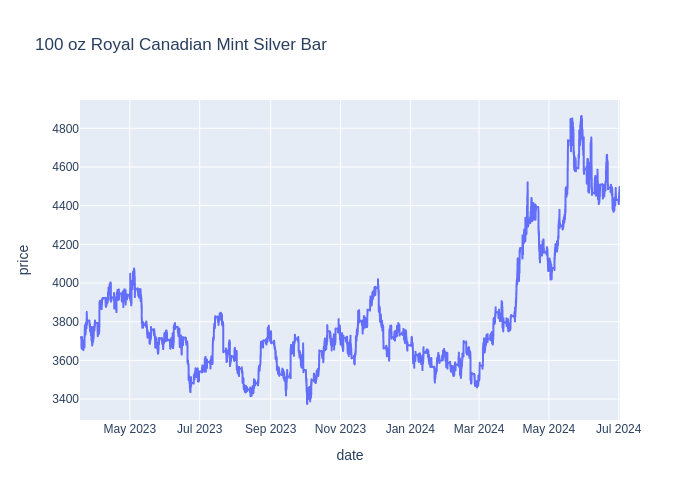 100 oz Royal Canadian Mint Silver Bar
price
4800
4600
4400
4200
4000
3800
3600
3400
May 2023 Jul 2023 Sep 2023 Nov 2023 Jan 2024 Mar 2024 May 2024 Jul 2024
date